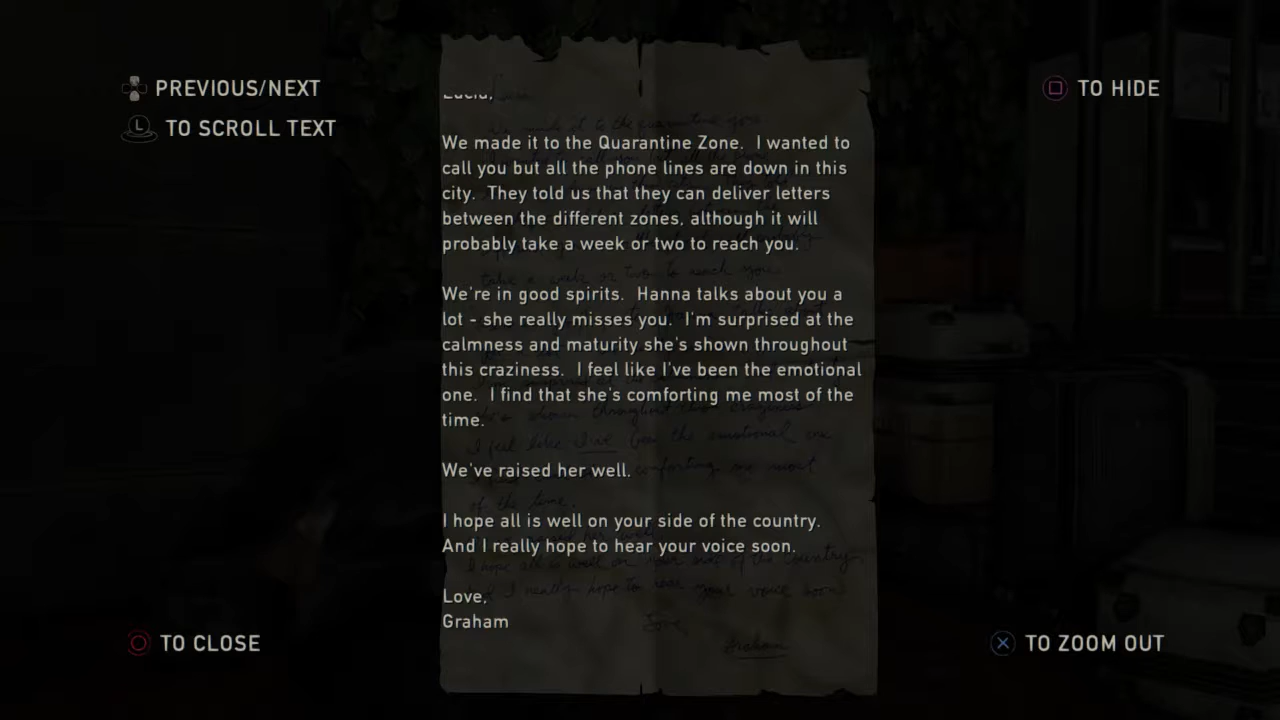 PREVIOUS/NEXT
L TO SCROLL TEXT
TO HIDE
We made it to the Quarantine Zone.  I wanted to
call you but all the phone lines are down in this
city.  They told us that they can deliver letters
between the different zones, although it will
probably take a week or two to reach you.
We're in good spirits.  Hanna talks about you a
lot - she really misses you.  I'm surprised at the
calmness and maturity she's shown throughout
this craziness.  I feel like I've been the emotional
one.  I find that she's comforting me most of the
time.
We've raised her well.
I hope all is well on your side of the country.
And I really hope to hear your voice soon.
Love,
Graham
TO CLOSE
TO ZOOM OUT